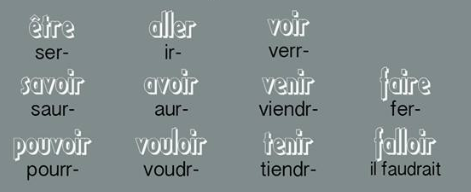 être aller voir
ser- ir- verr-
savoir avoir venir faire
saur- aur- viendr- fer-
pouvoir vouloir tenir falloir
pourr- voudr- tiendr- il faudrait